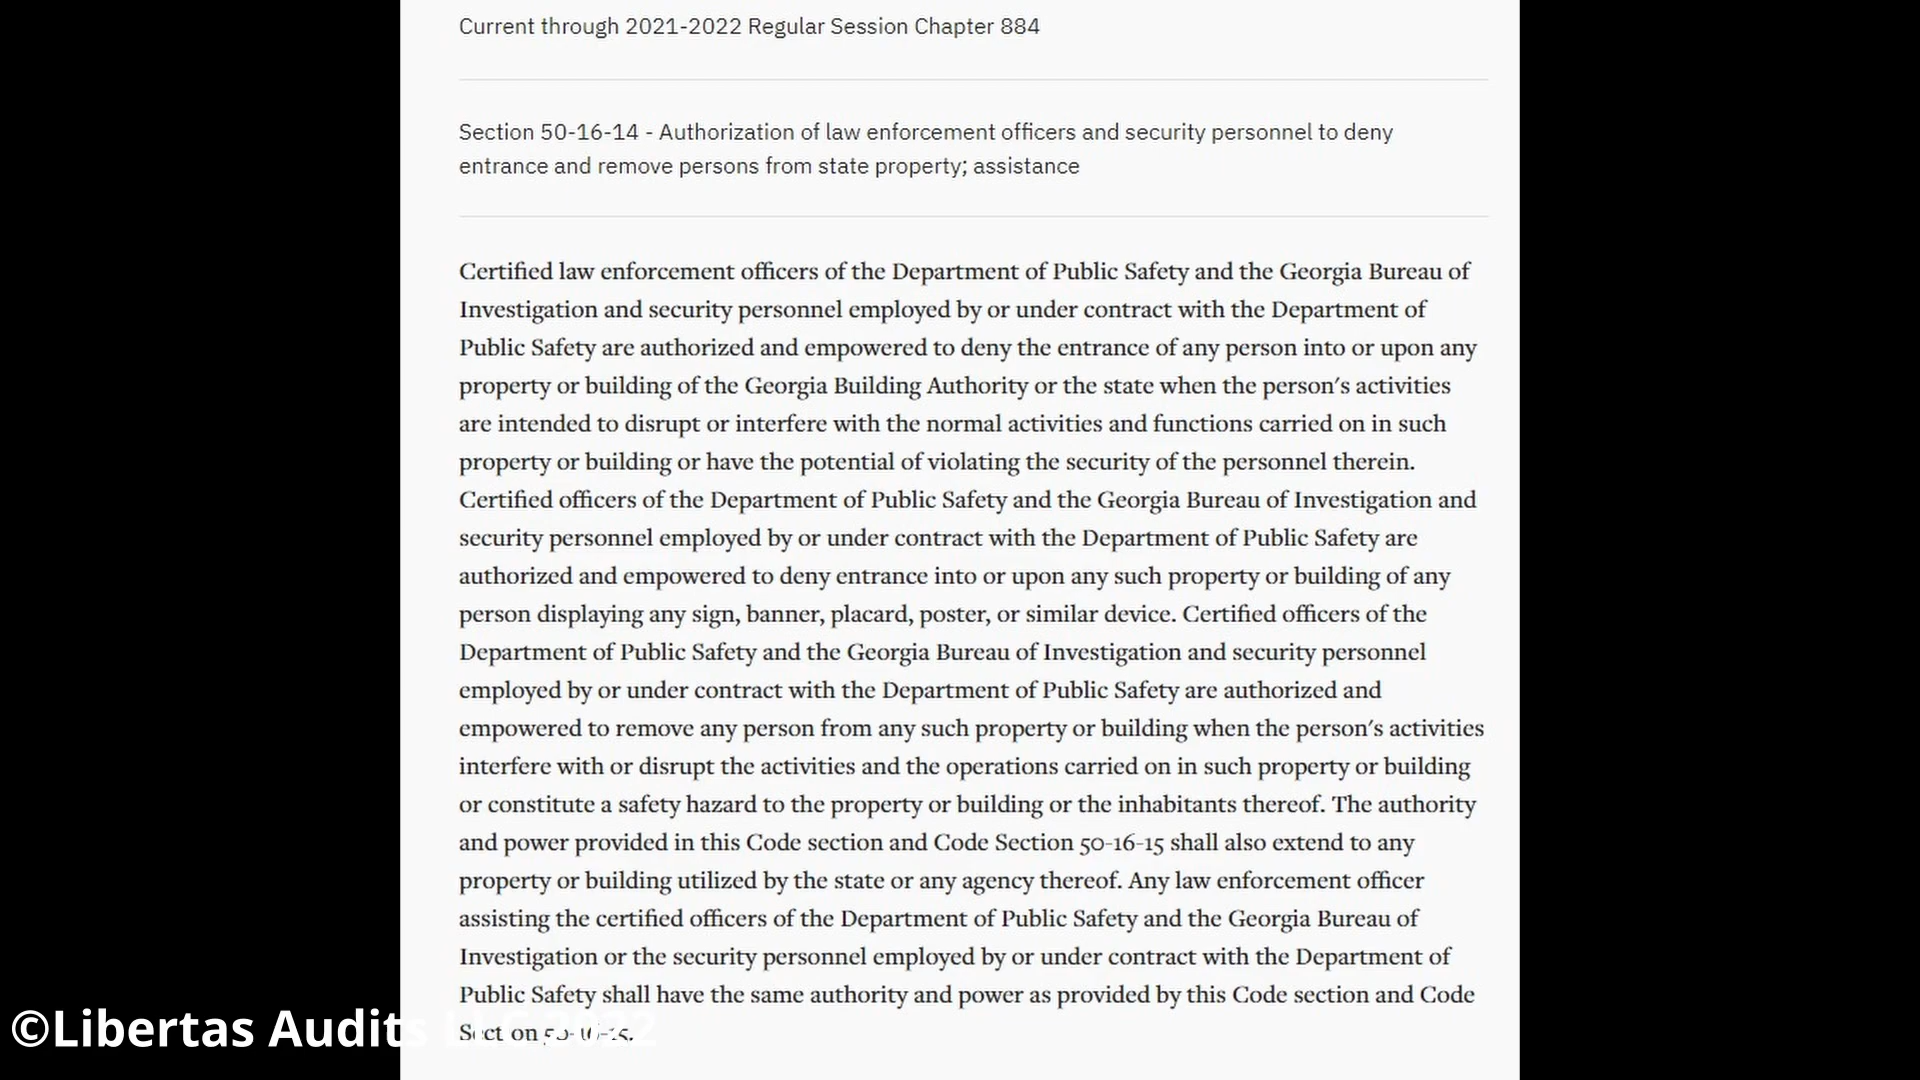 Current through 2021-2022 Regular Session Chapter 884
Section 50-16-14 - Authorization of law enforcement officers and security personnel to deny
entrance and remove persons from state property; assistance
Certified law enforcement officers of the Department of Public Safety and the Georgia Bureau of
Investigation and security personnel employed by or under contract with the Department of
Public Safety are authorized and empowered to deny the entrance of any person into or upon any
property or building of the Georgia Building Authority or the state when the person's activities
are intended to disrupt or interfere with the normal activities and functions carried on in such
property or building or have the potential of violating the security of the personnel therein.
Certified officers of the Department of Public Safety and the Georgia Bureau of Investigation and
security personnel employed by or under contract with the Department of Public Safety are
authorized and empowered to deny entrance into or upon any such property or building of any
person displaying any sign, banner, placard, poster, or similar device. Certified officers of the
Department of Public Safety and the Georgia Bureau of Investigation and security personnel
employed by or under contract with the Department of Public Safety are authorized and
empowered to remove any person from any such property or building when the person's activities
interfere with or disrupt the activities and the operations carried on in such property or building
or constitute a safety hazard to the property or building or the inhabitants thereof. The authority
and power provided in this Code section and Code Section 50-16-15 shall also extend to any
property or building utilized by the state or any agency thereof. Any law enforcement officer
assisting the certified officers of the Department of Public Safety and the Georgia Bureau of
Investigation or the security personnel employed by or under contract with the Department of
Public Safety shall have the same authority and power as provided by this Code section and Code
Section 50-16-15.
©Libertas Audits LLC 2022